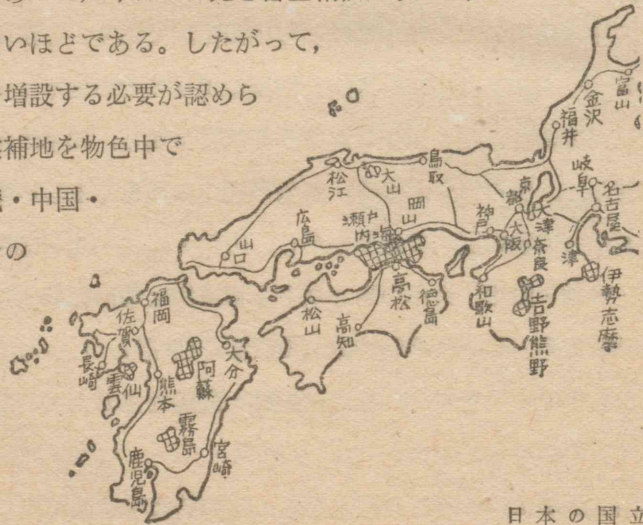 いほどである。したがって，
増設する必要が認めら
補地を物色中で
・中国・
の
富山
金沢
福井
岐阜
名古屋
京都
大津
津
伊勢志摩
奈良
大阪
神戸
和歌山
吉野熊野
鳥取
大山
松江
岡山
瀬戸内海
広島
山口
高松
徳島
松山
高知
福岡
佐賀
長崎
雲仙
大分
阿蘇
熊本
霧島
宮崎
鹿児島
日本の国立